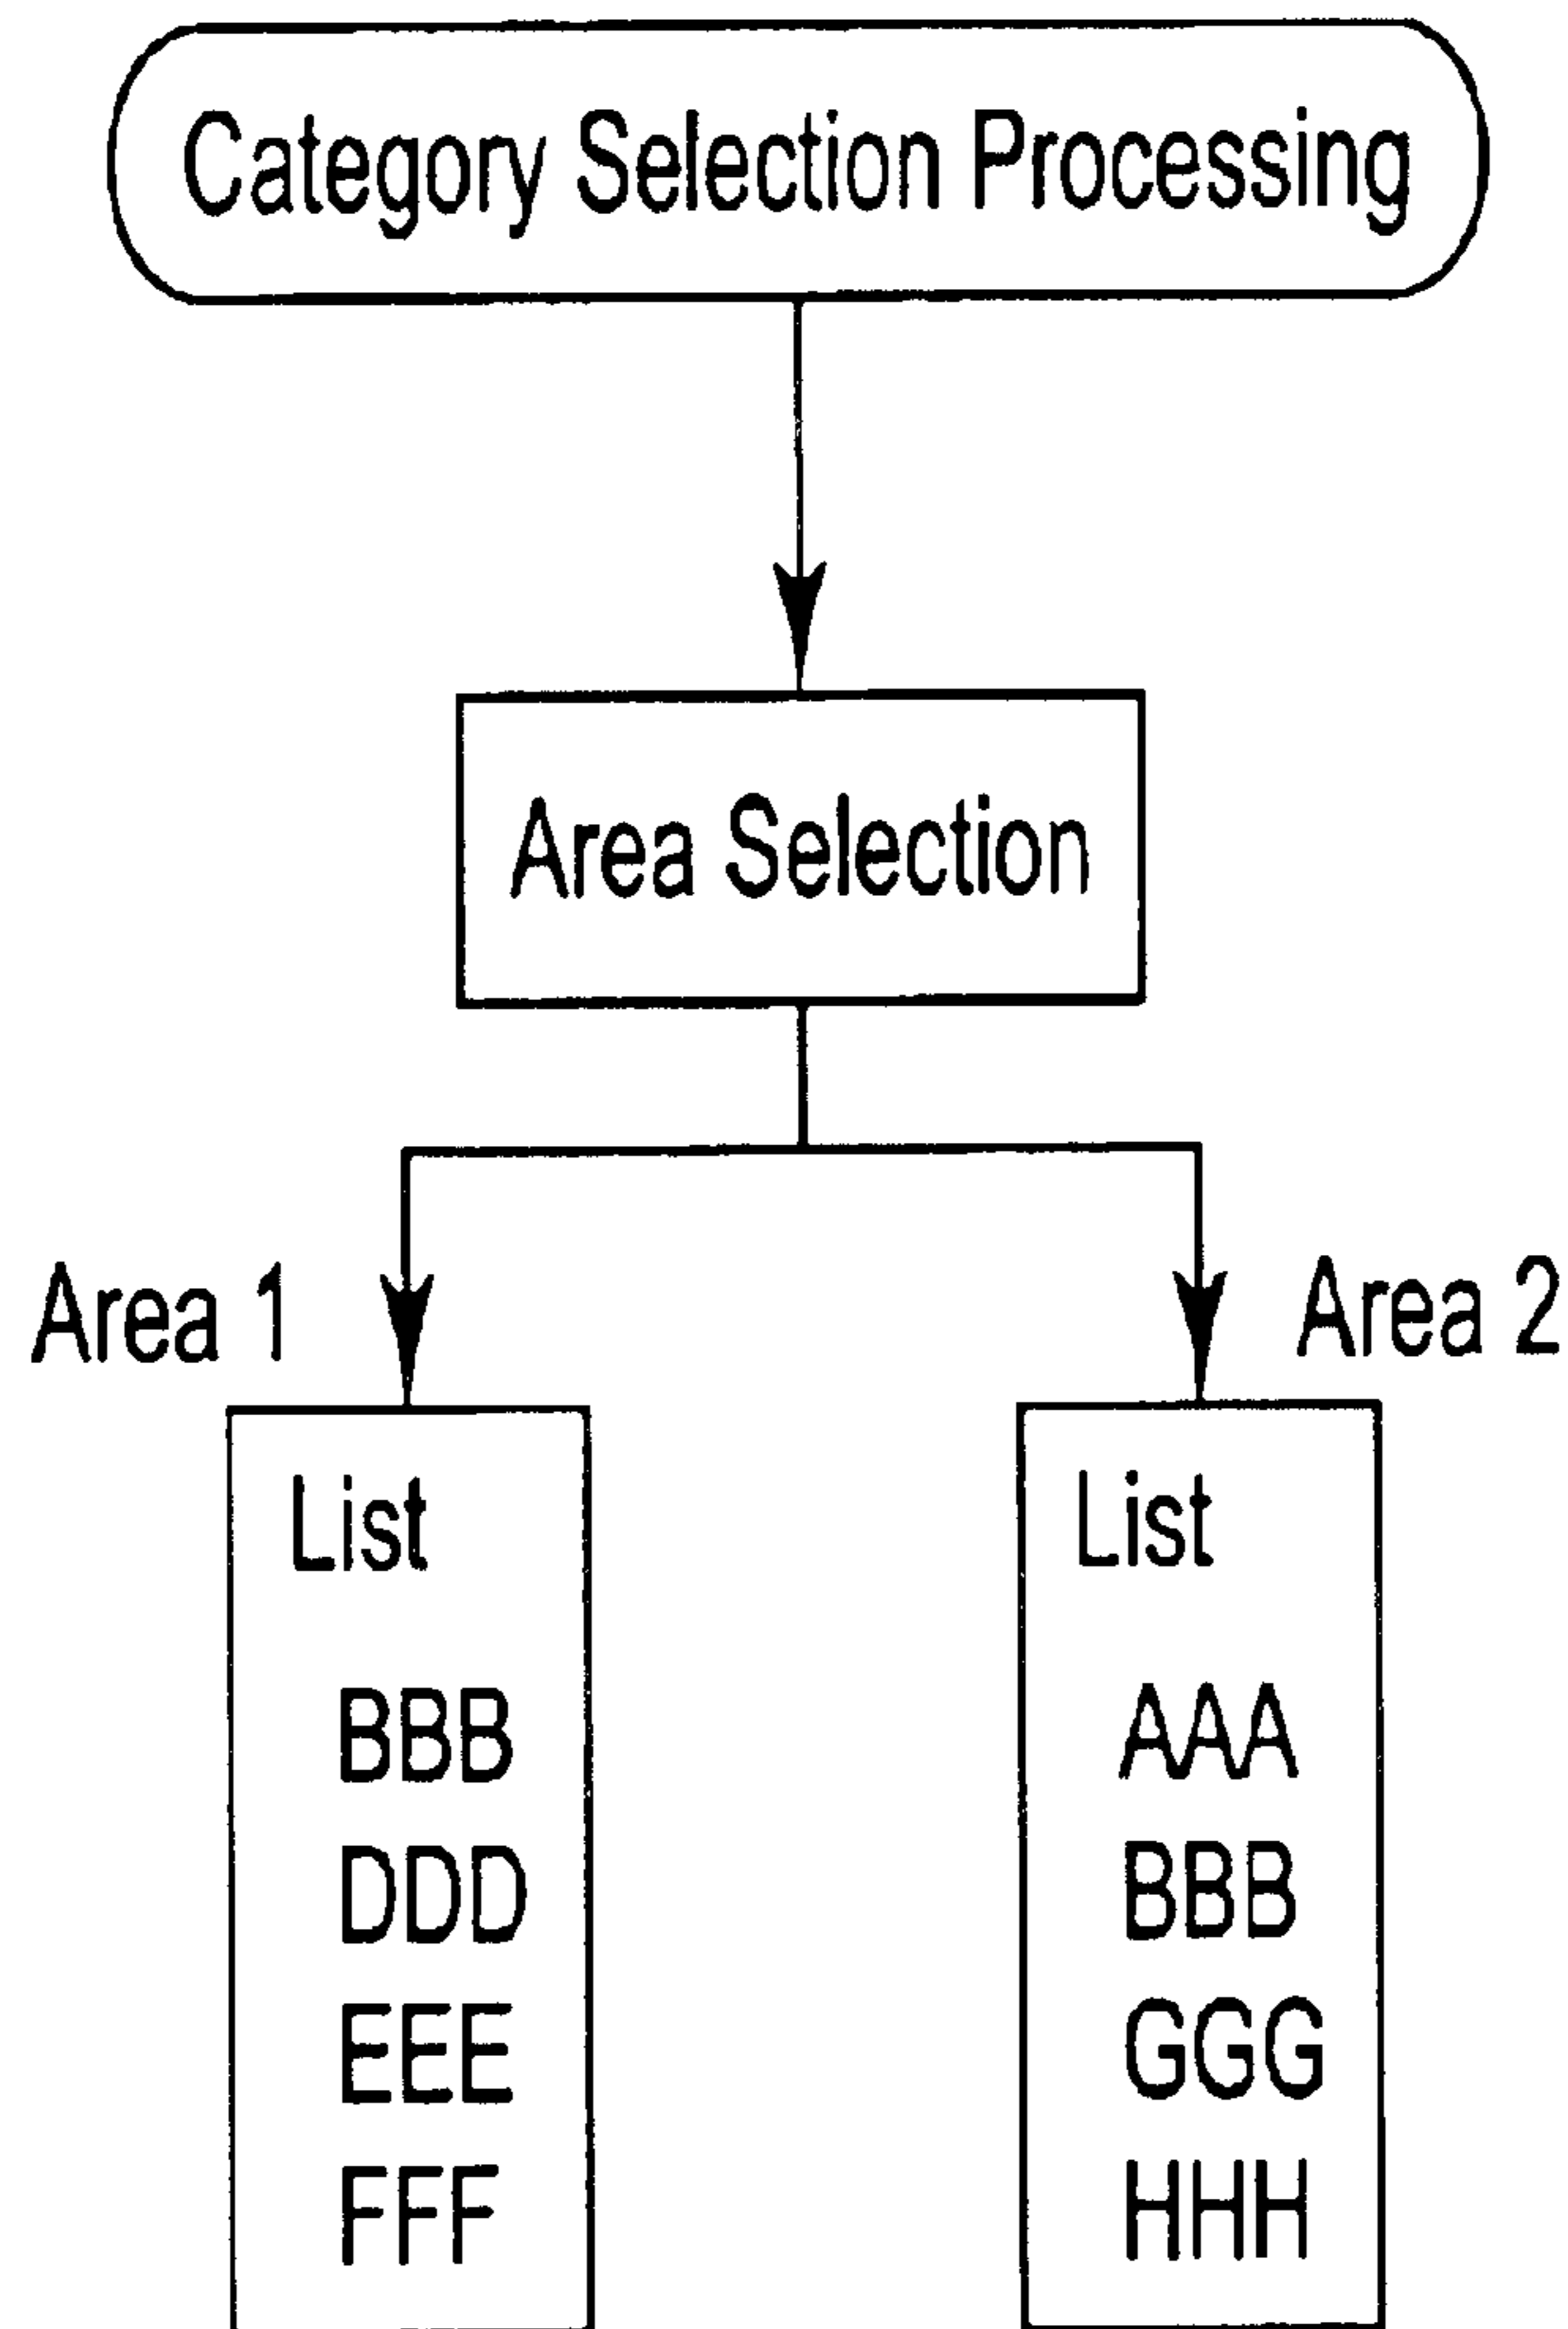 Category Selection Processing
Area Selection
Area 1
List
BBB
DDD
EEE
FFF
Area 2
List
AAA
BBB
GGG
HHH